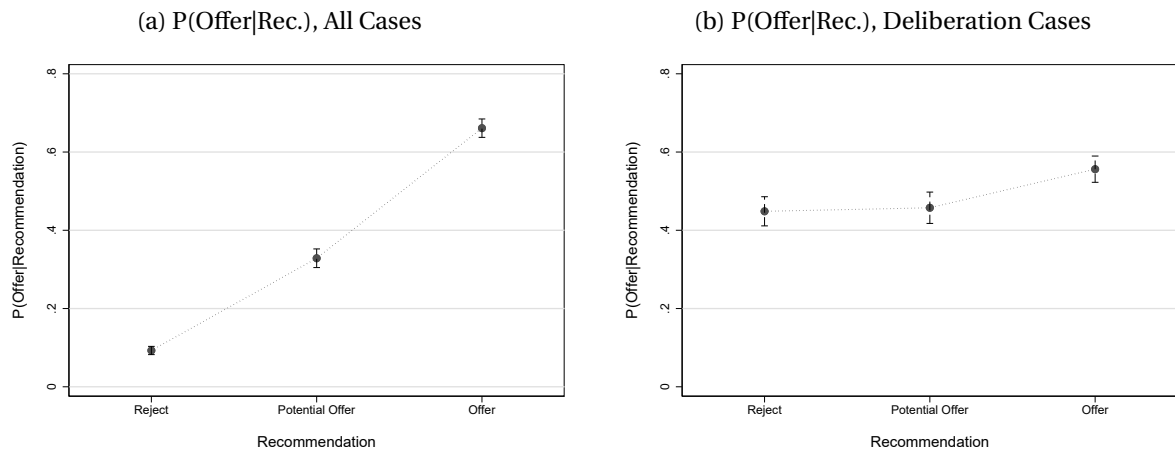 (a) P(Offer|Rec.), All Cases
P(Offer|Recommendation)
.8
.6
.4
.2
0
Reject
Potential Offer
Offer
Recommendation
(b) P(Offer|Rec.), Deliberation Cases
P(Offer|Recommendation)
.8
.6
.4
.2
0
Reject
Potential Offer
Offer
Recommendation